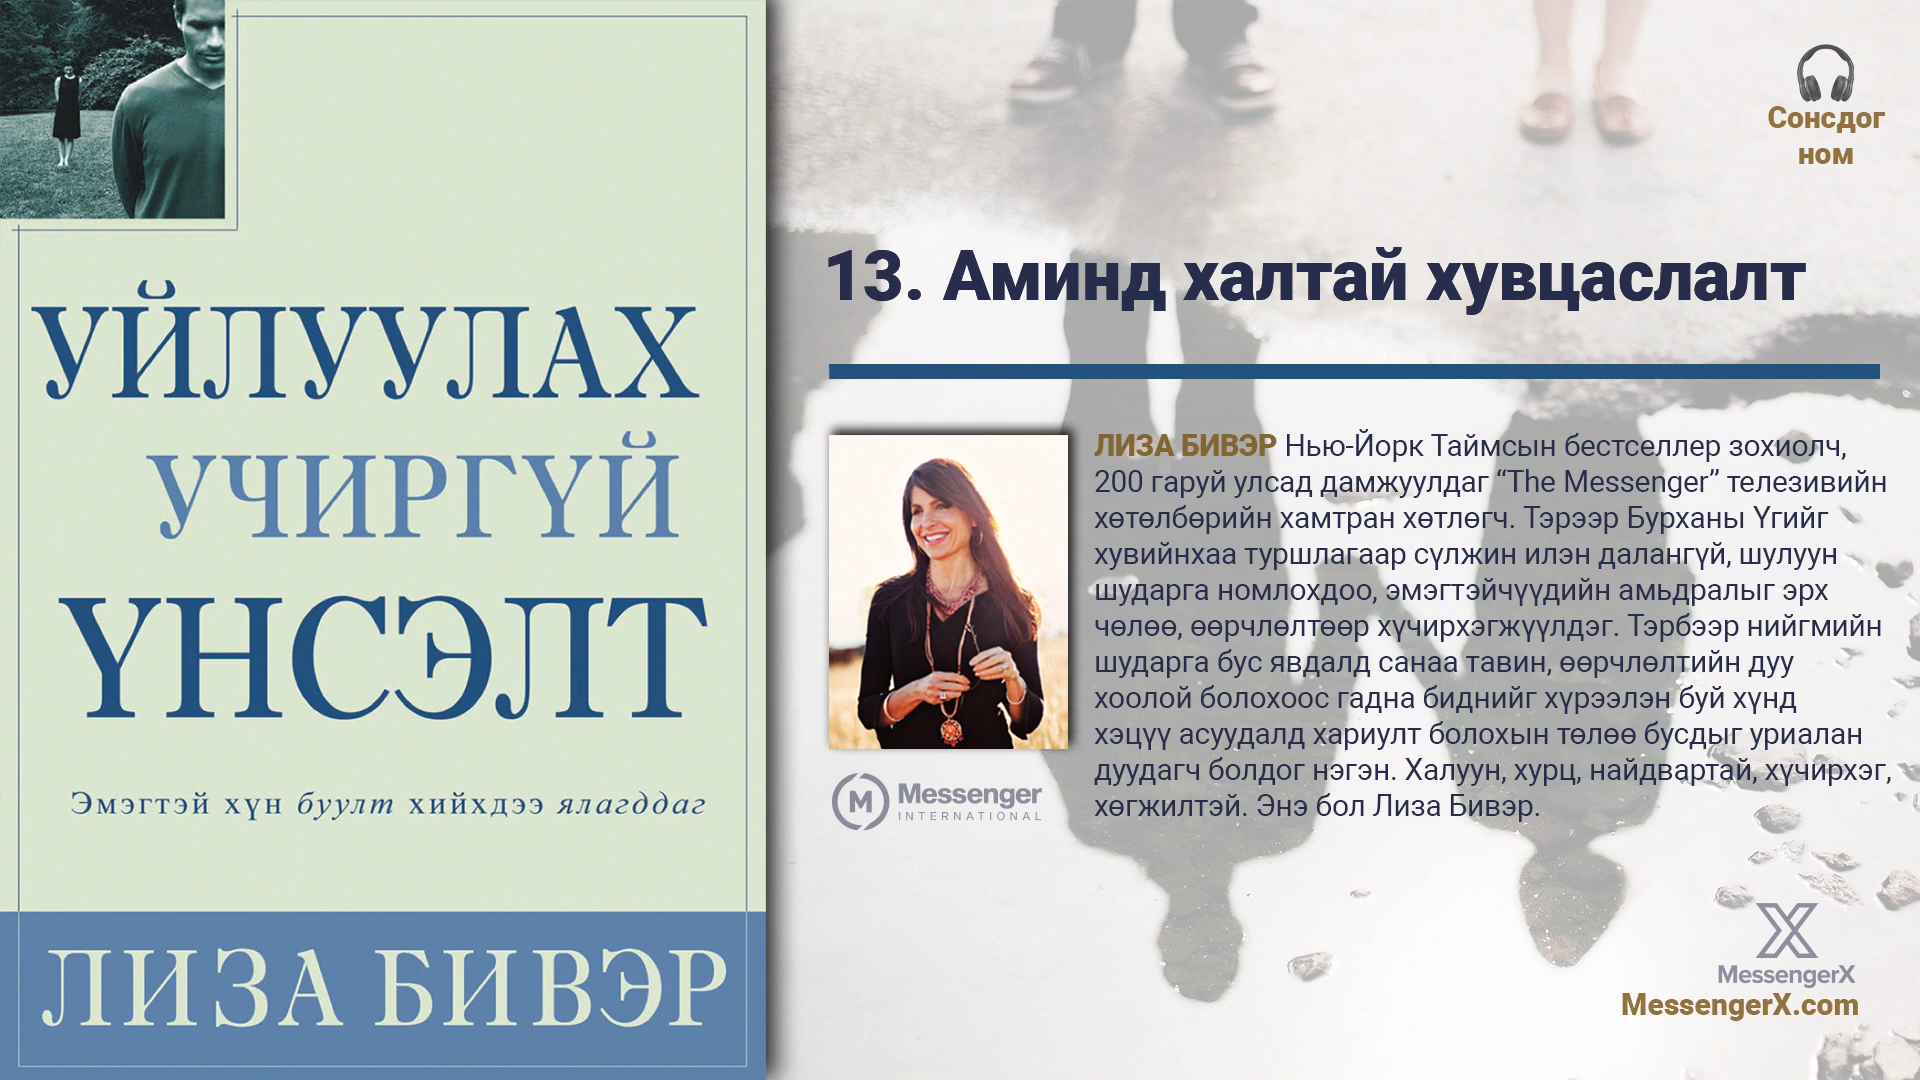 УЙЛУУЛАХ
УЧИРГҮЙ
ҮНСЭЛТ
Эмэгтэй хүн буулт хийхдээ ялагддаг
ЛИЗА БИВЭР
Сонсдог
ном
13. Аминд халтай хувцаслалт
ЛИЗА БИВЭР Нью-Йорк Таймсын бестселлер зохиолч,
200 гаруй улсад дамжуулдаг “The Messenger” телезивийн
хөтөлбөрийн хамтран хөтлөгч. Тэрээр Бурханы Үгийг
хувийнхаа туршлагаар сүлжин илэн далангүй, шулуун
шударга номлохдоо, эмэгтэйчүүдийн амьдралыг эрх
чөлөө, өөрчлөлтөөр хүчирхэгжүүлдэг. Тэрбээр нийгмийн
шударга бус явдалд санаа тавин, өөрчлөлтийн дуу
хоолой болохоос гадна биднийг хүрээлэн буй хүнд
хэцүү асуудалд хариулт болохын төлөө бусдыг уриалан
дуудагч болдог нэгэн. Халуун, хурц, найдвартай, хүчирхэг,
хөгжилтэй. Энэ бол Лиза Бивэр.
M Messenger
INTERNATIONAL
X
MessengerX
MessengerX.com